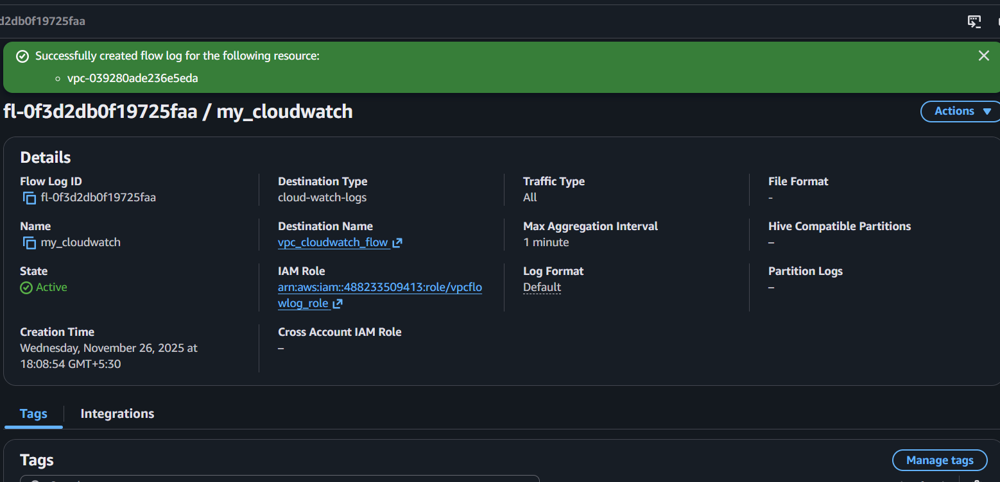 d2db0f19725faa
Successfully created flow log for the following resource:
vpc-039280ade236e5eda
fl-0f3d2db0f19725faa / my_cloudwatch
Actions
Details
Flow Log ID
fl-0f3d2db0f19725faa
Destination Type
cloud-watch-logs
Traffic Type
All
File Format
-
Name
my_cloudwatch
Destination Name
vpc_cloudwatch_flow
Max Aggregation Interval
1 minute
Hive Compatible Partitions
–
State
Active
IAM Role
arn:aws:iam::488233509413:role/vpcflo
wlog_role
Log Format
Default
Partition Logs
–
Creation Time
Wednesday, November 26, 2025 at
18:08:54 GMT+5:30
Cross Account IAM Role
–
Tags
Integrations
Tags
Manage tags